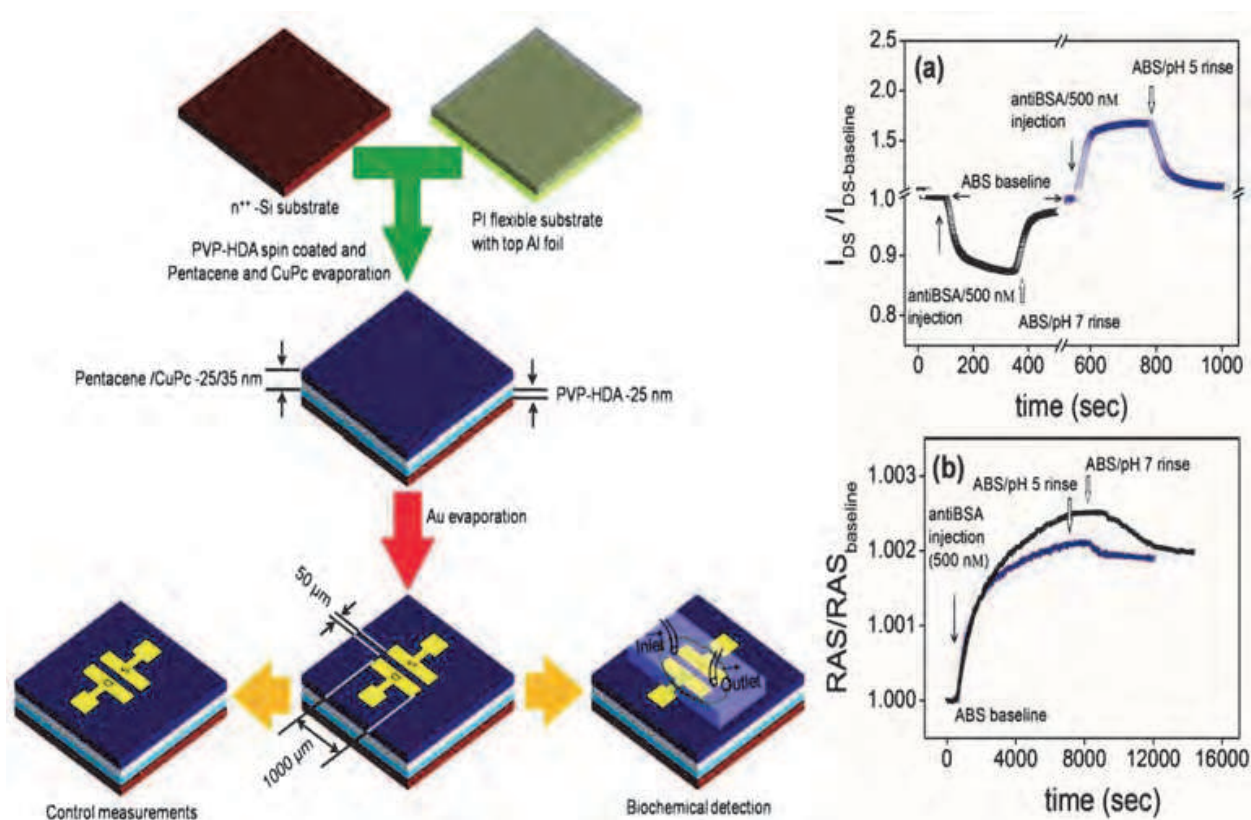 n++ -Si substrate
PI flexible substrate
with top Al foil
PVP-HDA spin coated and
Pentacene and CuPc evaporation
Pentacene /CuPc -25/35 nm
PVP-HDA -25 nm
Au evaporation
50 μm
1000 μm
Inlet
Outlet
Control measurements
Biochemical detection
(a)
ABS/pH 5 rinse
antiBSA/500 nM
injection
ABS baseline
antiBSA/500 nM
injection
ABS/pH 7 rinse
IDS /IDS-baseline
2.5
2.0
1.5
1.0
0.9
0.8
0 200 400 600 800 1000
time (sec)
(b)
ABS/pH 7 rinse
ABS/pH 5 rinse
antiBSA
injection
(500 nM)
ABS baseline
RAS/RASbaseline
1.003
1.002
1.001
1.000
0 4000 8000 12000 16000
time (sec)